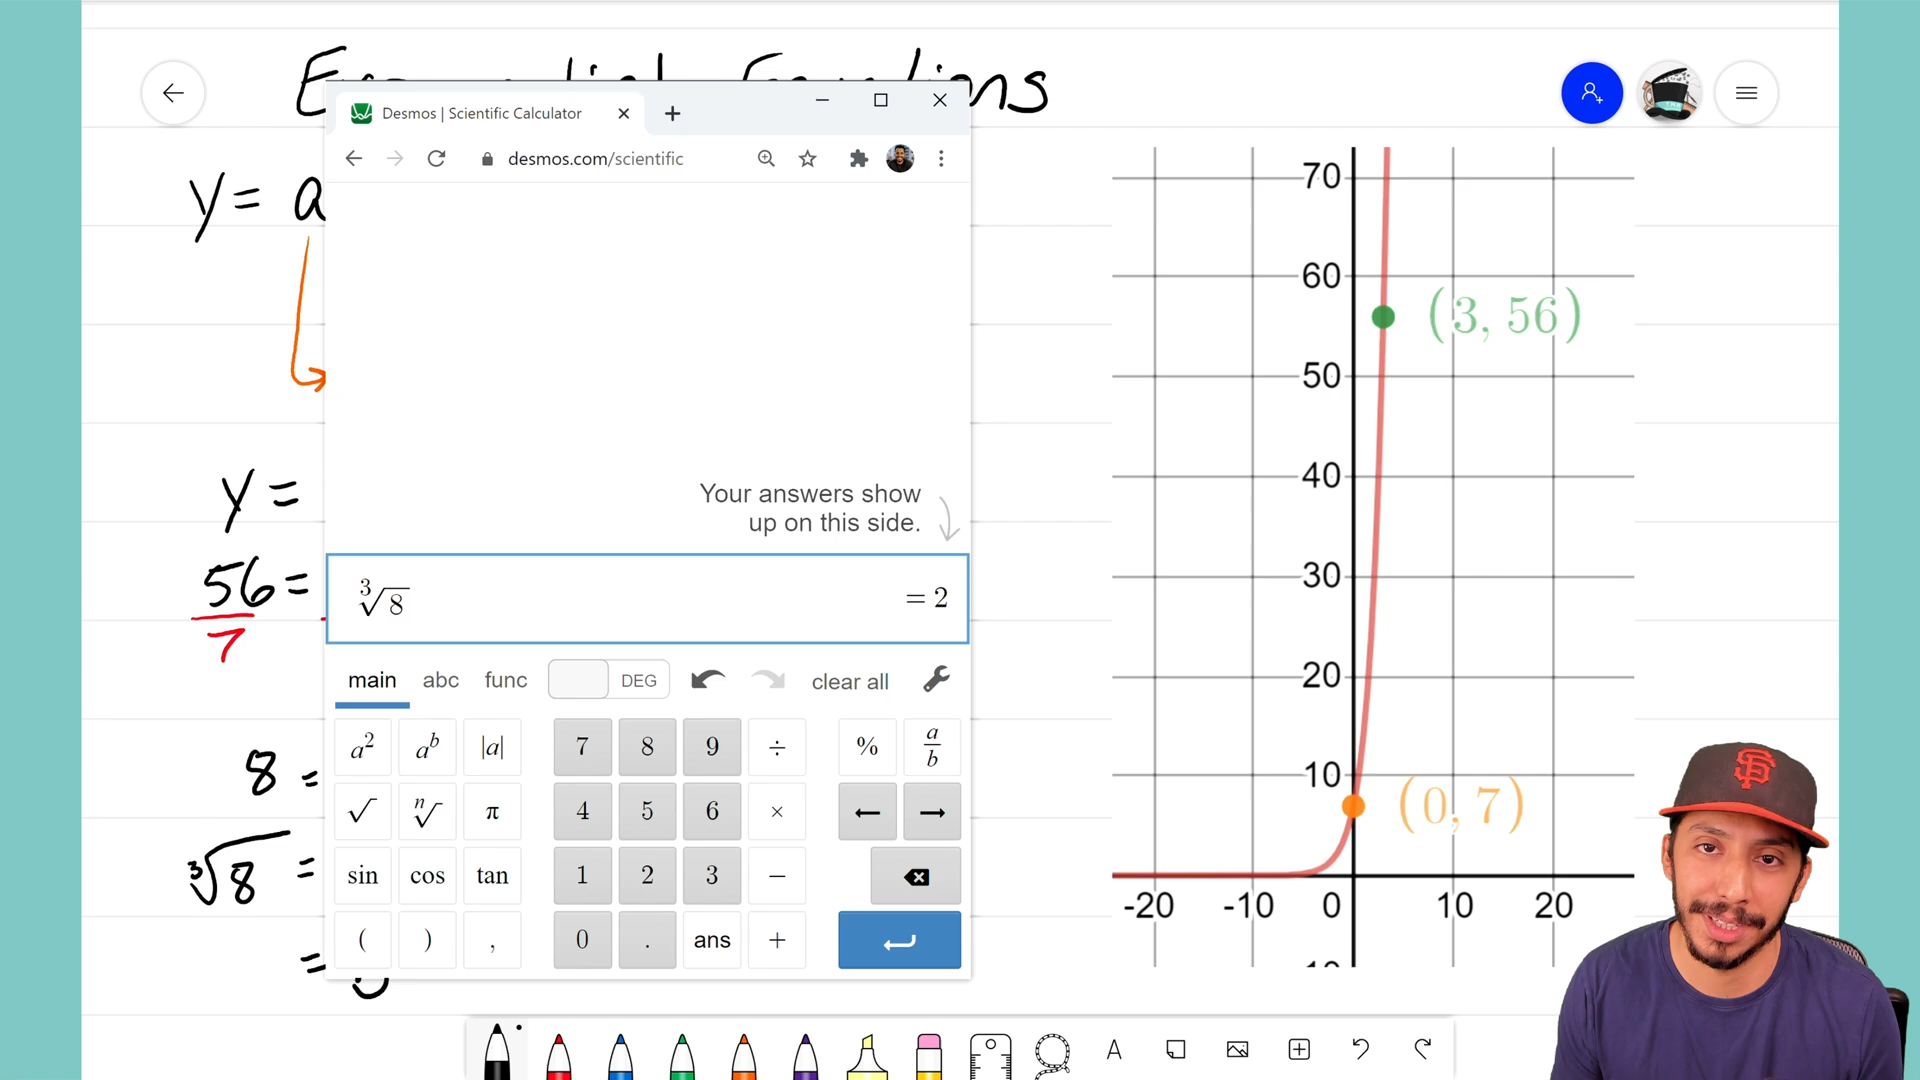 Exponential Equations
Desmos | Scientific Calculator
desmos.com/scientific
y = a
y =
56 =
7
8 =
∛8 =
=
Your answers show
up on this side.
∛8 = 2
main abc func DEG clear all
a² aᵇ |a| 7 8 9 ÷ % a/b
√ ⁿ√ π 4 5 6 × ← →
sin cos tan 1 2 3 −
( ) , 0 . ans +
70
60
(3, 56)
50
40
30
20
10
(0, 7)
-20 -10 0 10 20
SF
A